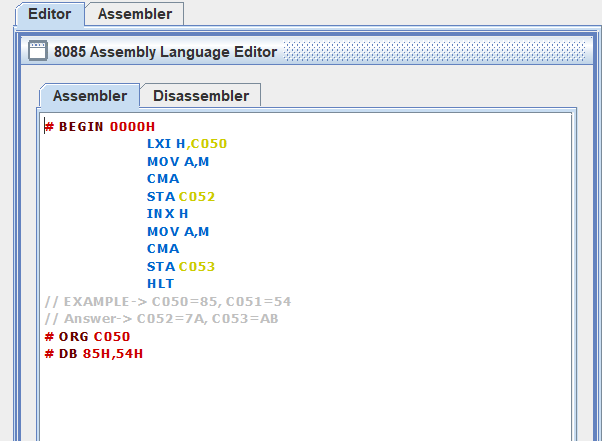 Editor Assembler
8085 Assembly Language Editor
Assembler Disassembler
# BEGIN 0000H
LXI H,C050
MOV A,M
CMA
STA C052
INX H
MOV A,M
CMA
STA C053
HLT
// EXAMPLE-> C050=85, C051=54
// Answer-> C052=7A, C053=AB
# ORG C050
# DB 85H,54H